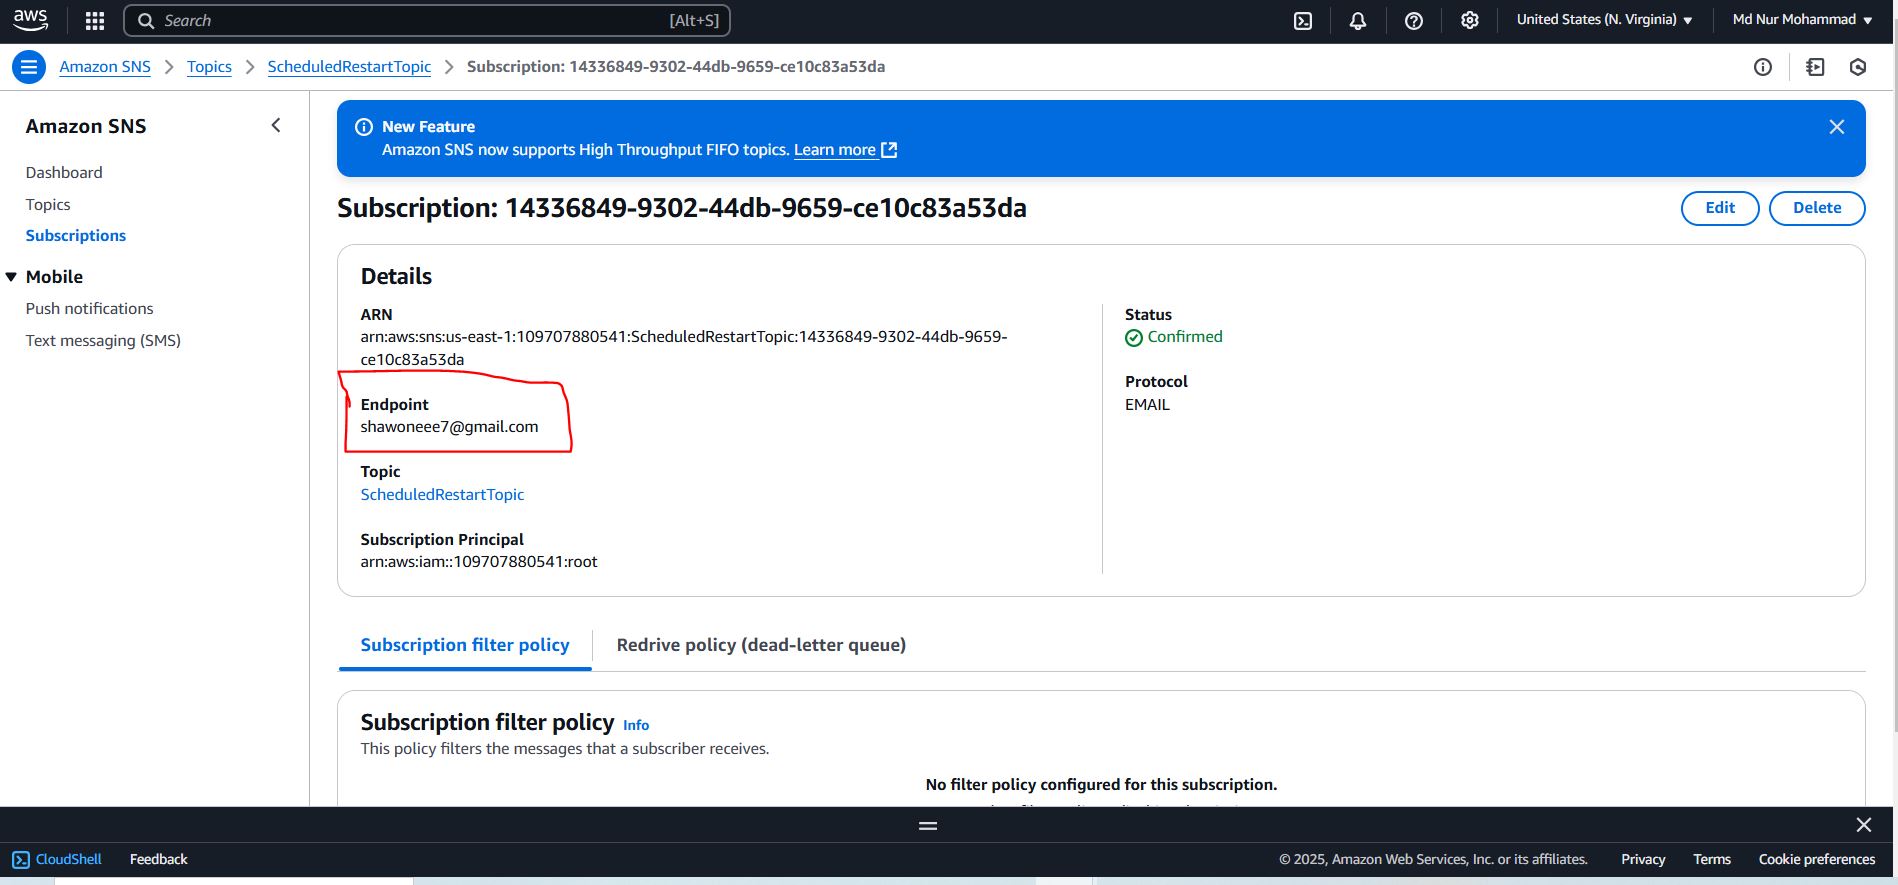 aws
Search [Alt+S]
United States (N. Virginia)
Md Nur Mohammad
Amazon SNS
Topics
ScheduledRestartTopic
Subscription: 14336849-9302-44db-9659-ce10c83a53da
Amazon SNS
Dashboard
Topics
Subscriptions
Mobile
Push notifications
Text messaging (SMS)
New Feature
Amazon SNS now supports High Throughput FIFO topics. Learn more
Subscription: 14336849-9302-44db-9659-ce10c83a53da
Edit
Delete
Details
ARN
arn:aws:sns:us-east-1:109707880541:ScheduledRestartTopic:14336849-9302-44db-9659-
ce10c83a53da
Endpoint
shawoneee7@gmail.com
Topic
ScheduledRestartTopic
Subscription Principal
arn:aws:iam::109707880541:root
Status
Confirmed
Protocol
EMAIL
Subscription filter policy
Redrive policy (dead-letter queue)
Subscription filter policy Info
This policy filters the messages that a subscriber receives.
No filter policy configured for this subscription.
CloudShell
Feedback
© 2025, Amazon Web Services, Inc. or its affiliates.
Privacy
Terms
Cookie preferences